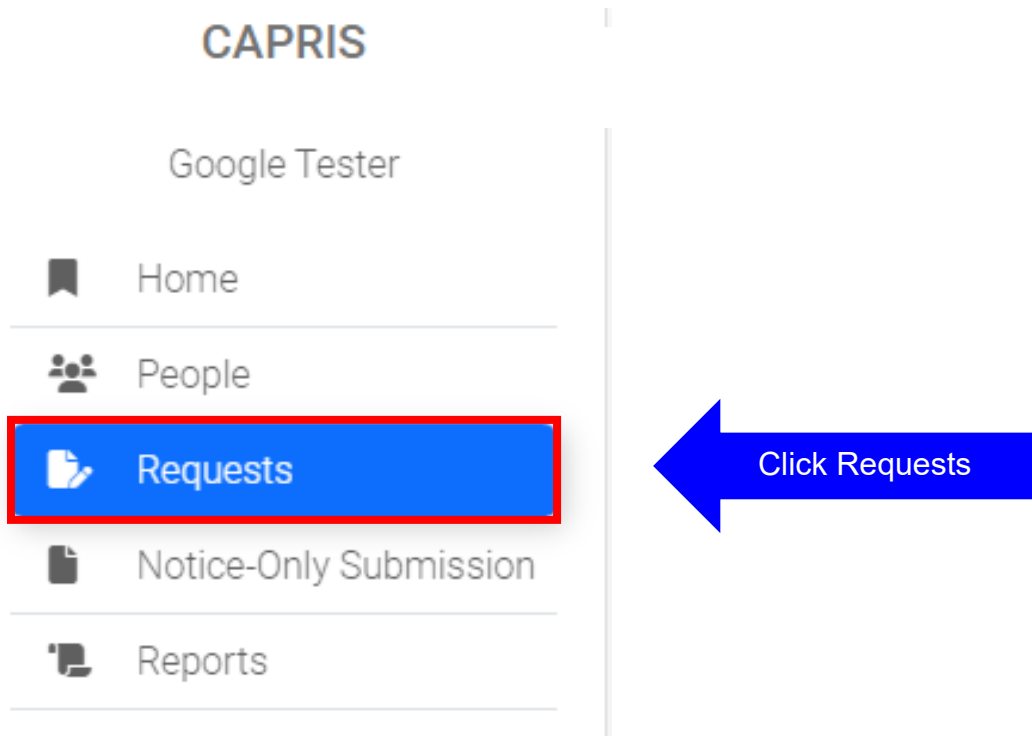 CAPRIS
Google Tester
Home
People
Requests
Click Requests
Notice-Only Submission
Reports